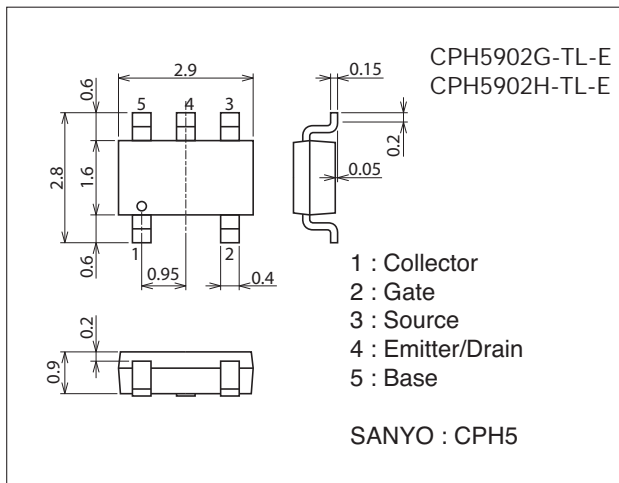 CPH5902G-TL-E
CPH5902H-TL-E
2.9
0.15
0.6
5
4
3
0.2
2.8
1.6
0.05
0.6
1
2
0.95
0.4
1 : Collector
2 : Gate
3 : Source
4 : Emitter/Drain
5 : Base
0.2
0.9
SANYO : CPH5